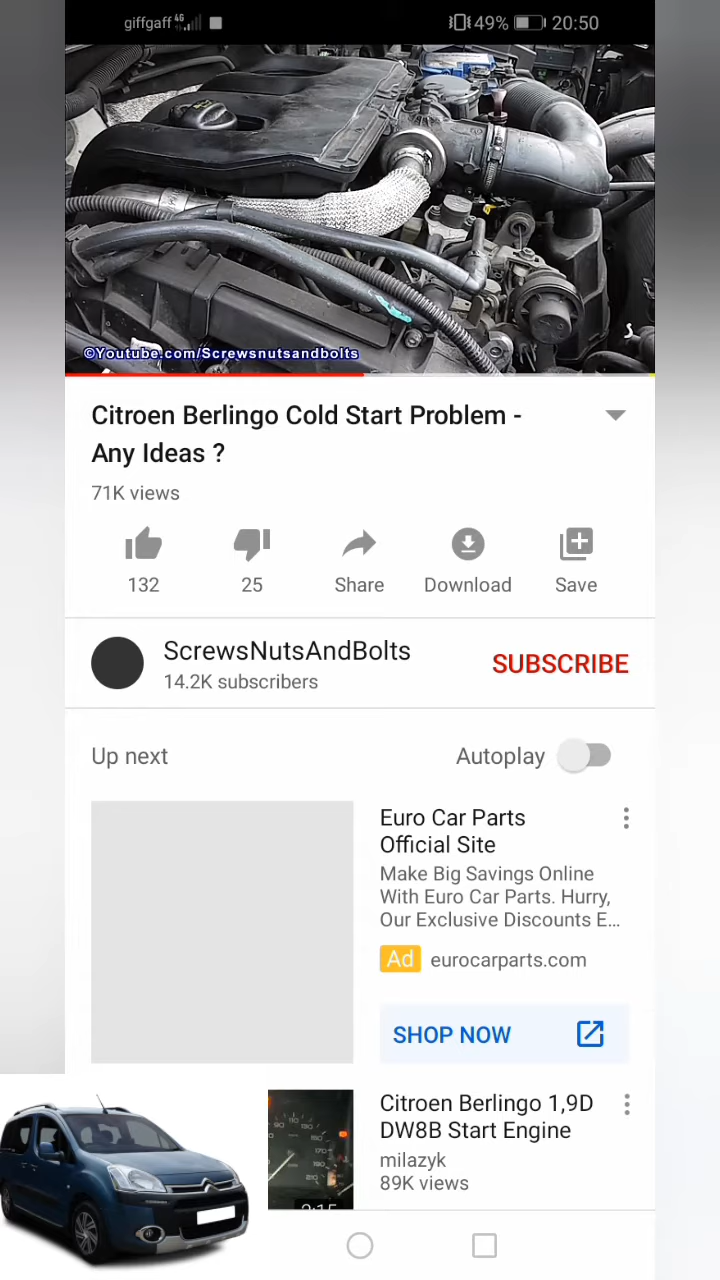 giffgaff 4G 49% 20:50
©Youtube.com/Screwsnutsandbolts
Citroen Berlingo Cold Start Problem -
Any Ideas ?
71K views
132 25 Share Download Save
ScrewsNutsAndBolts
14.2K subscribers
SUBSCRIBE
Up next Autoplay
Euro Car Parts
Official Site
Make Big Savings Online
With Euro Car Parts. Hurry,
Our Exclusive Discounts E...
Ad eurocarparts.com
SHOP NOW
Citroen Berlingo 1,9D
DW8B Start Engine
milazyk
89K views